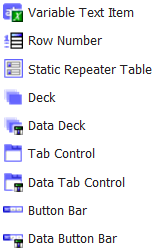 Variable Text Item
Row Number
Static Repeater Table
Deck
Data Deck
Tab Control
Data Tab Control
Button Bar
Data Button Bar